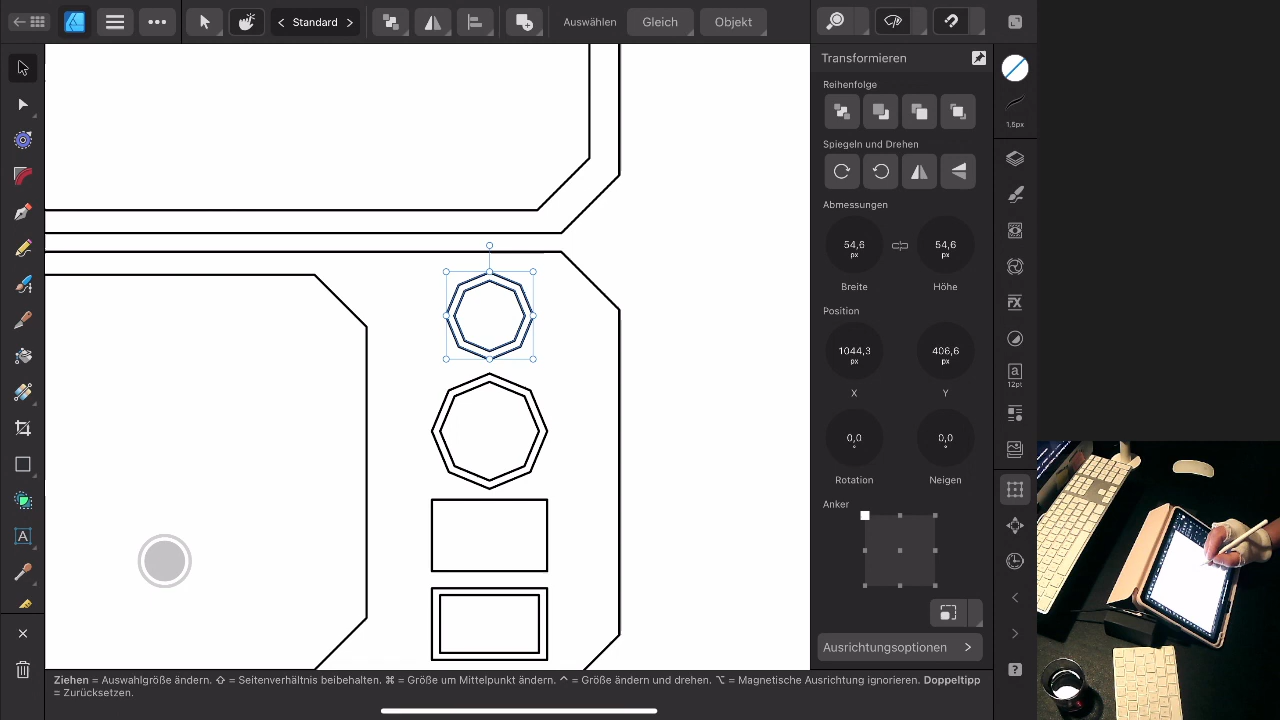 Standard
Auswählen
Gleich
Objekt
Transformieren
Reihenfolge
Spiegeln und Drehen
Abmessungen
54,6
px
54,6
px
Breite
Höhe
Position
1044,3
px
406,6
px
X
Y
0,0
°
0,0
°
Rotation
Neigen
Anker
Ausrichtungsoptionen
1,5px
FX
a
12pt
A
?
Ziehen = Auswahlgröße ändern. ⇧ = Seitenverhältnis beibehalten. ⌘ = Größe um Mittelpunkt ändern. ^ = Größe ändern und drehen. ⌥ = Magnetische Ausrichtung ignorieren. Doppeltipp
= Zurücksetzen.